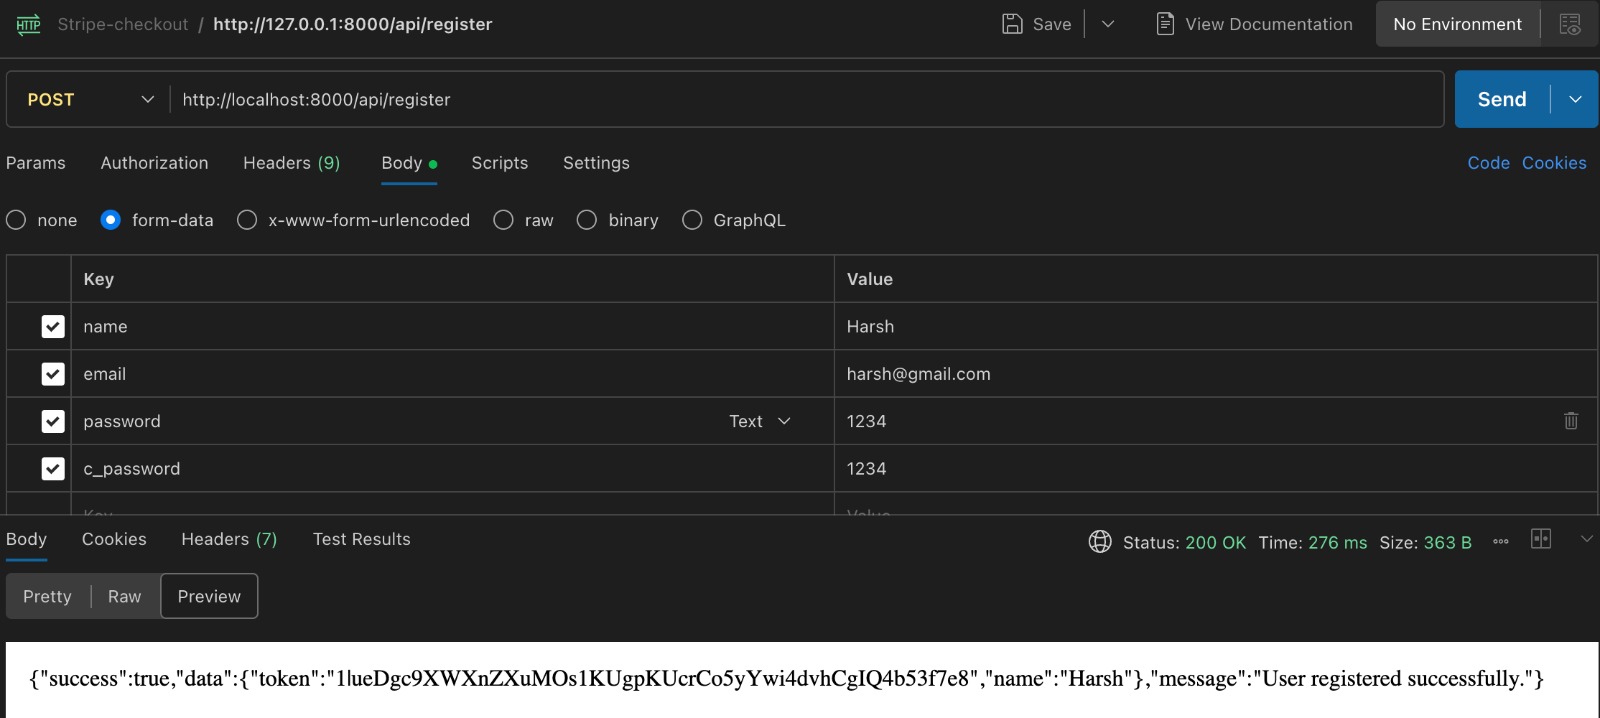 HTTP Stripe-checkout / http://127.0.0.1:8000/api/register Save View Documentation No Environment
POST http://localhost:8000/api/register Send
Params Authorization Headers (9) Body Scripts Settings Code Cookies
none form-data x-www-form-urlencoded raw binary GraphQL
Key Value
name Harsh
email harsh@gmail.com
password Text 1234
c_password 1234
Key Value
Body Cookies Headers (7) Test Results Status: 200 OK Time: 276 ms Size: 363 B
Pretty Raw Preview
{"success":true,"data":{"token":"1|ueDgc9XWXnZXuMOs1KUgpKUcrCo5yYwi4dvhCgIQ4b53f7e8","name":"Harsh"},"message":"User registered successfully."}